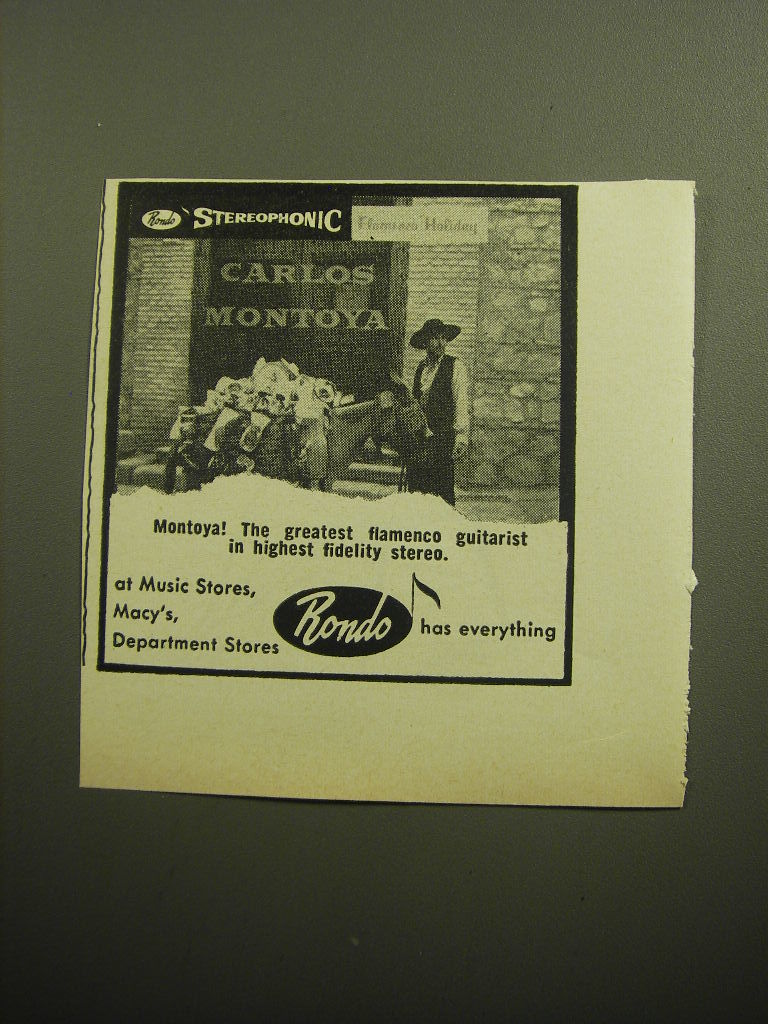 Rondo STEREOPHONIC Flamenco Holiday
CARLOS
MONTOYA
Montoya! The greatest flamenco guitarist
in highest fidelity stereo.
at Music Stores,
Macy's,
Department Stores
Rondo has everything